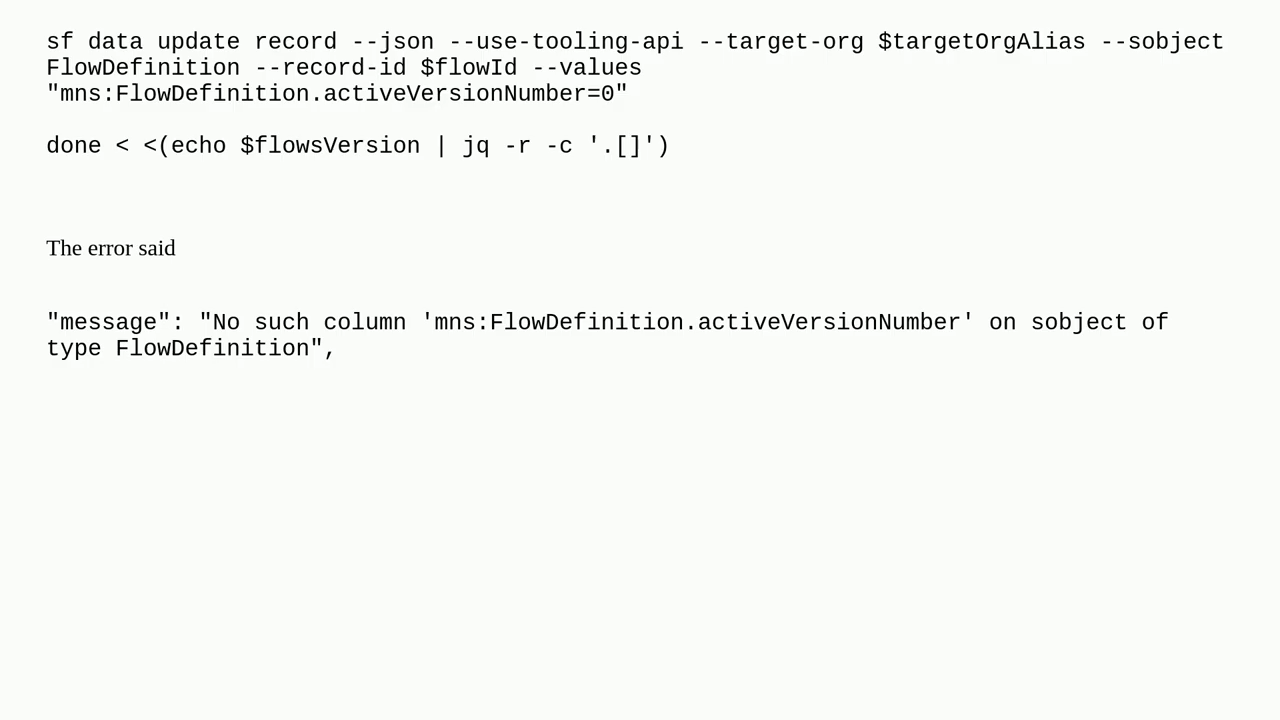 sf data update record --json --use-tooling-api --target-org $targetOrgAlias --sobject
FlowDefinition --record-id $flowId --values
"mns:FlowDefinition.activeVersionNumber=0"
done < <(echo $flowsVersion | jq -r -c '.[]')
The error said
"message": "No such column 'mns:FlowDefinition.activeVersionNumber' on sobject of
type FlowDefinition",